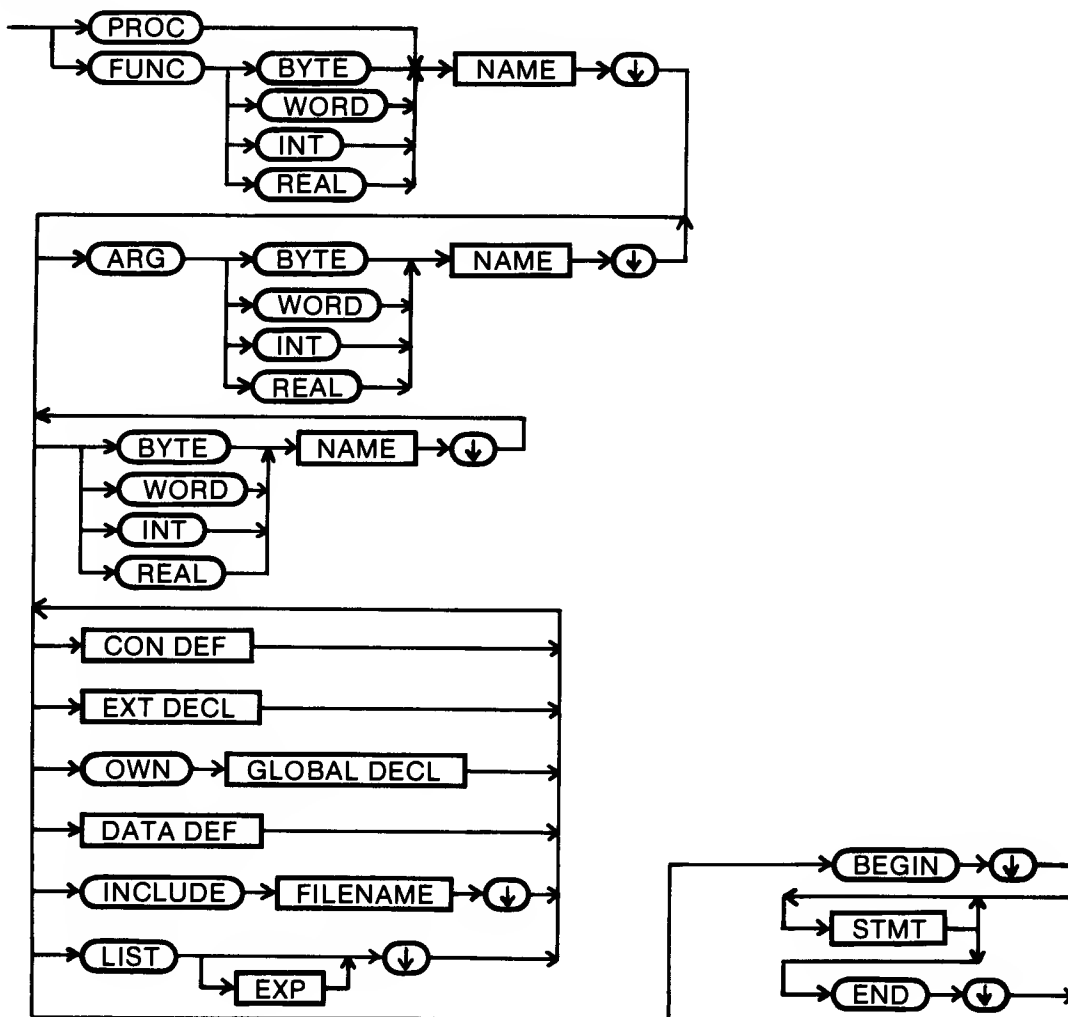 PROC
FUNC BYTE NAME ↓
WORD
INT
REAL
ARG BYTE NAME ↓
WORD
INT
REAL
BYTE NAME ↓
WORD
INT
REAL
CON DEF
EXT DECL
OWN GLOBAL DECL
DATA DEF
INCLUDE FILENAME ↓
LIST ↓
EXP
BEGIN ↓
STMT
END ↓